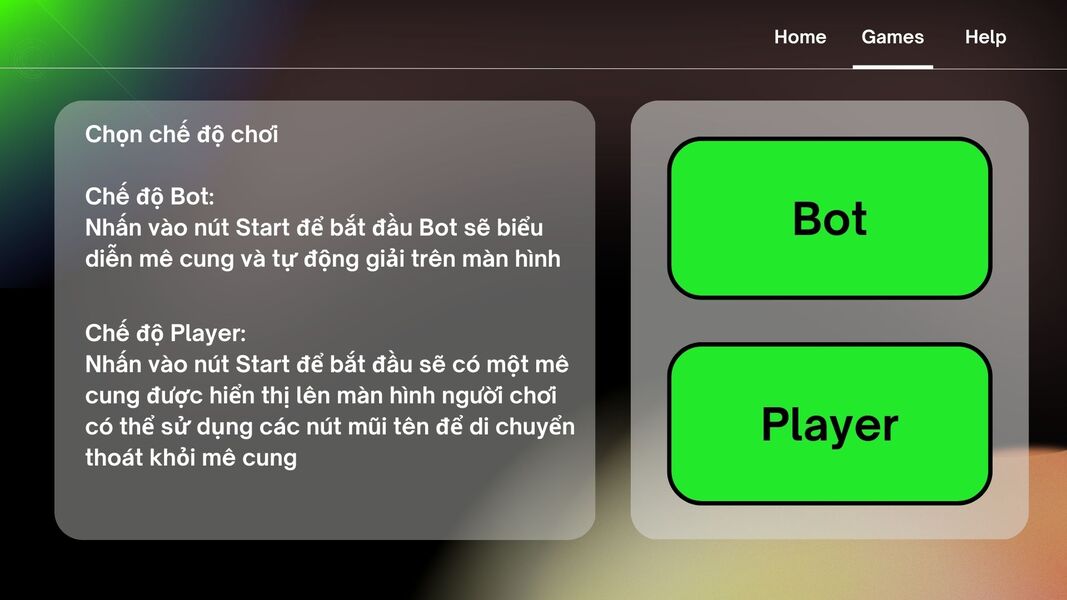 Home Games Help
Chọn chế độ chơi
Chế độ Bot:
Nhấn vào nút Start để bắt đầu Bot sẽ biểu
diễn mê cung và tự động giải trên màn hình
Chế độ Player:
Nhấn vào nút Start để bắt đầu sẽ có một mê
cung được hiển thị lên màn hình người chơi
có thể sử dụng các nút mũi tên để di chuyển
thoát khỏi mê cung
Bot
Player